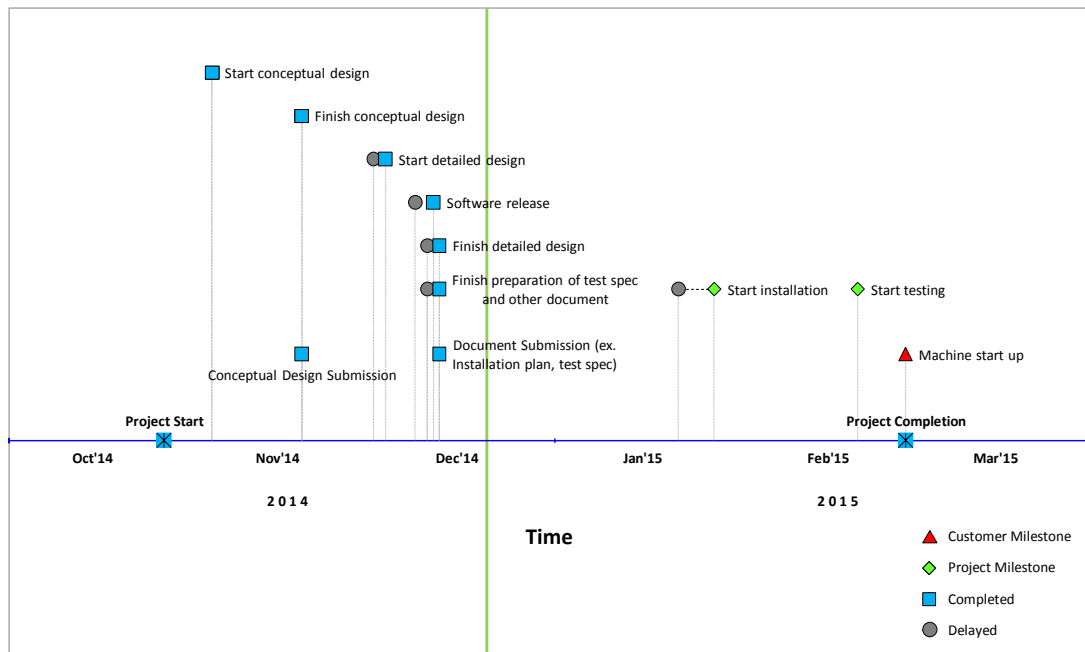 Start conceptual design
Finish conceptual design
Start detailed design
Software release
Finish detailed design
Finish preparation of test spec
and other document
Start installation
Start testing
Document Submission (ex.
Installation plan, test spec)
Machine start up
Conceptual Design Submission
Project Start
Project Completion
Oct'14
Nov'14
Dec'14
Jan'15
Feb'15
Mar'15
2 0 1 4
2 0 1 5
Time
Customer Milestone
Project Milestone
Completed
Delayed